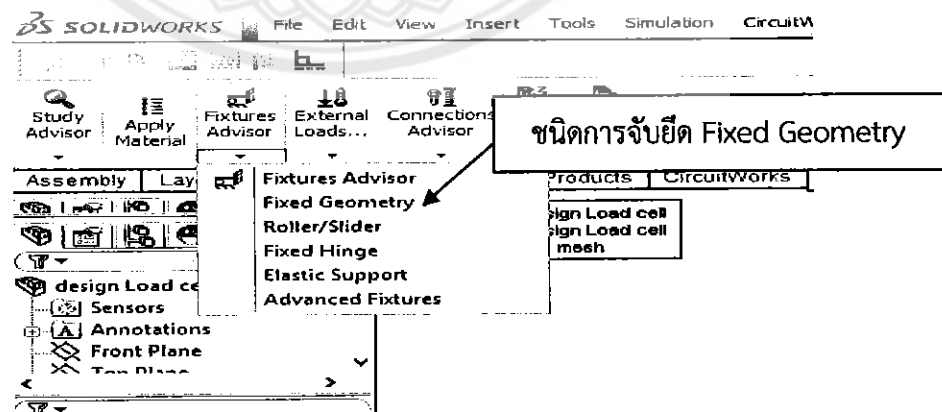 SOLIDWORKS File Edit View Insert Tools Simulation CircuitW
Study Advisor
Apply Material
Fixtures Advisor
External Loads...
Connections Advisor
ชนิดการจับยึด Fixed Geometry
Assembly Lay
Products CircuitWorks
Fixtures Advisor
Fixed Geometry
Roller/Slider
Fixed Hinge
Elastic Support
Advanced Fixtures
sign Load cell
sign Load cell
mesh
design Load ce
Sensors
Annotations
Front Plane
Top Plane